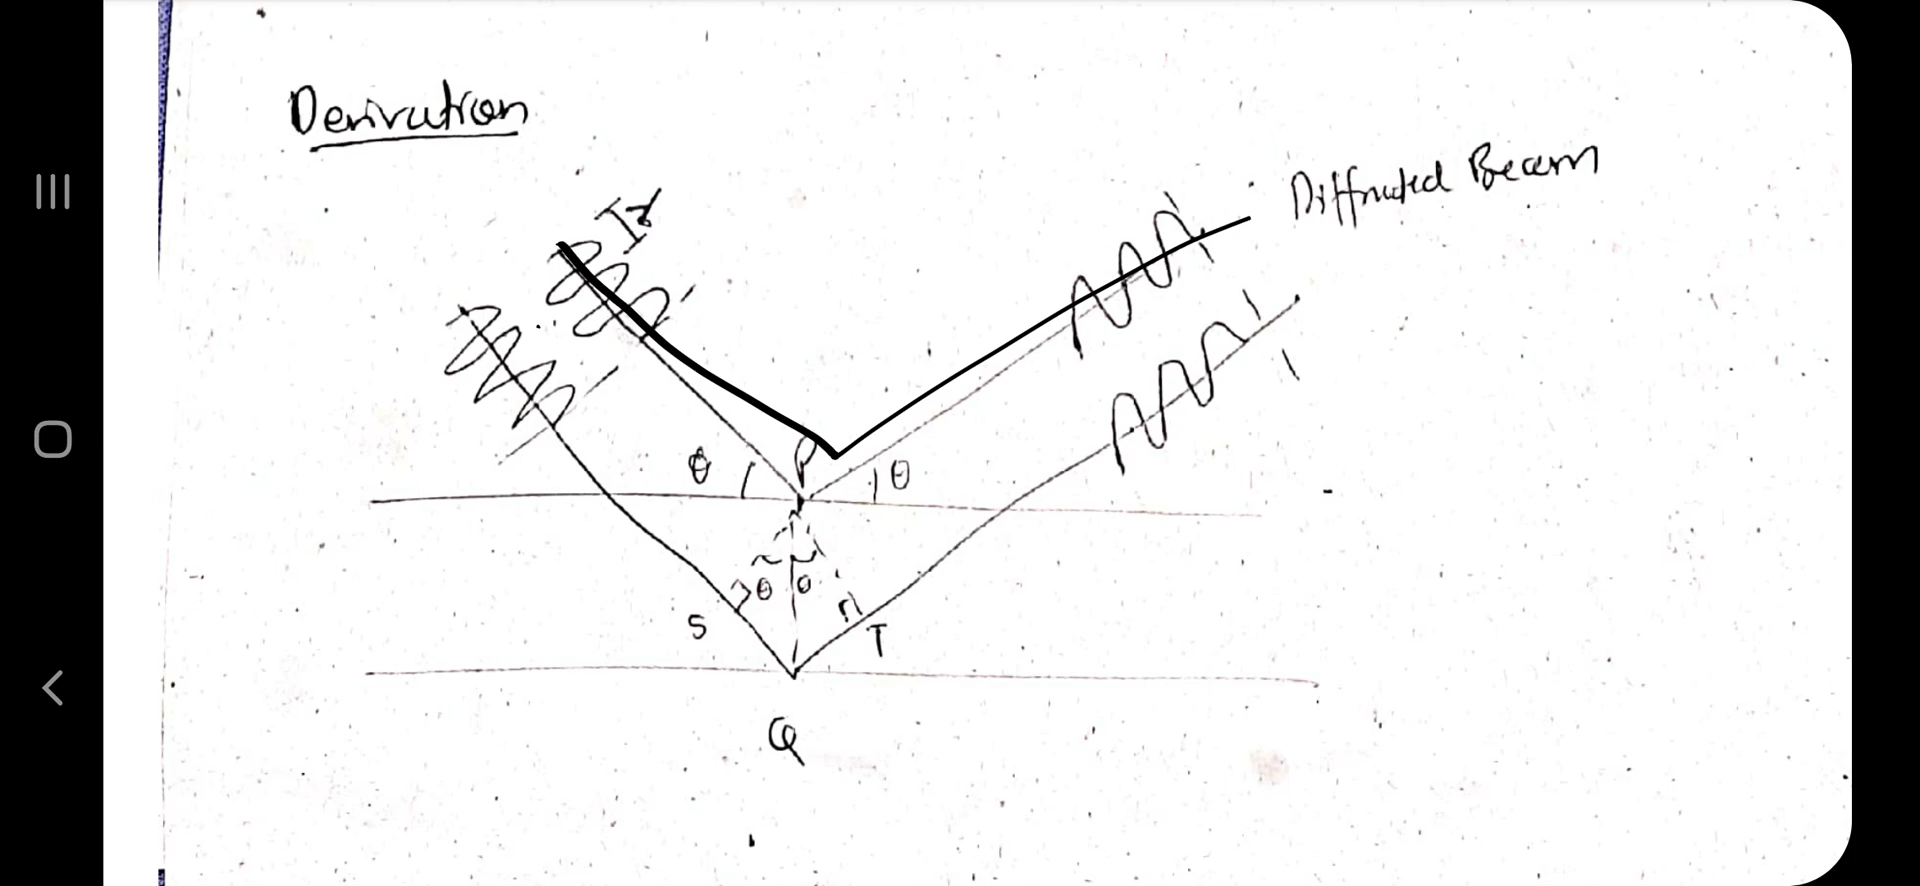 Derivation
Diffracted Beam
P
θ
θ
θ
θ
S
T
Q